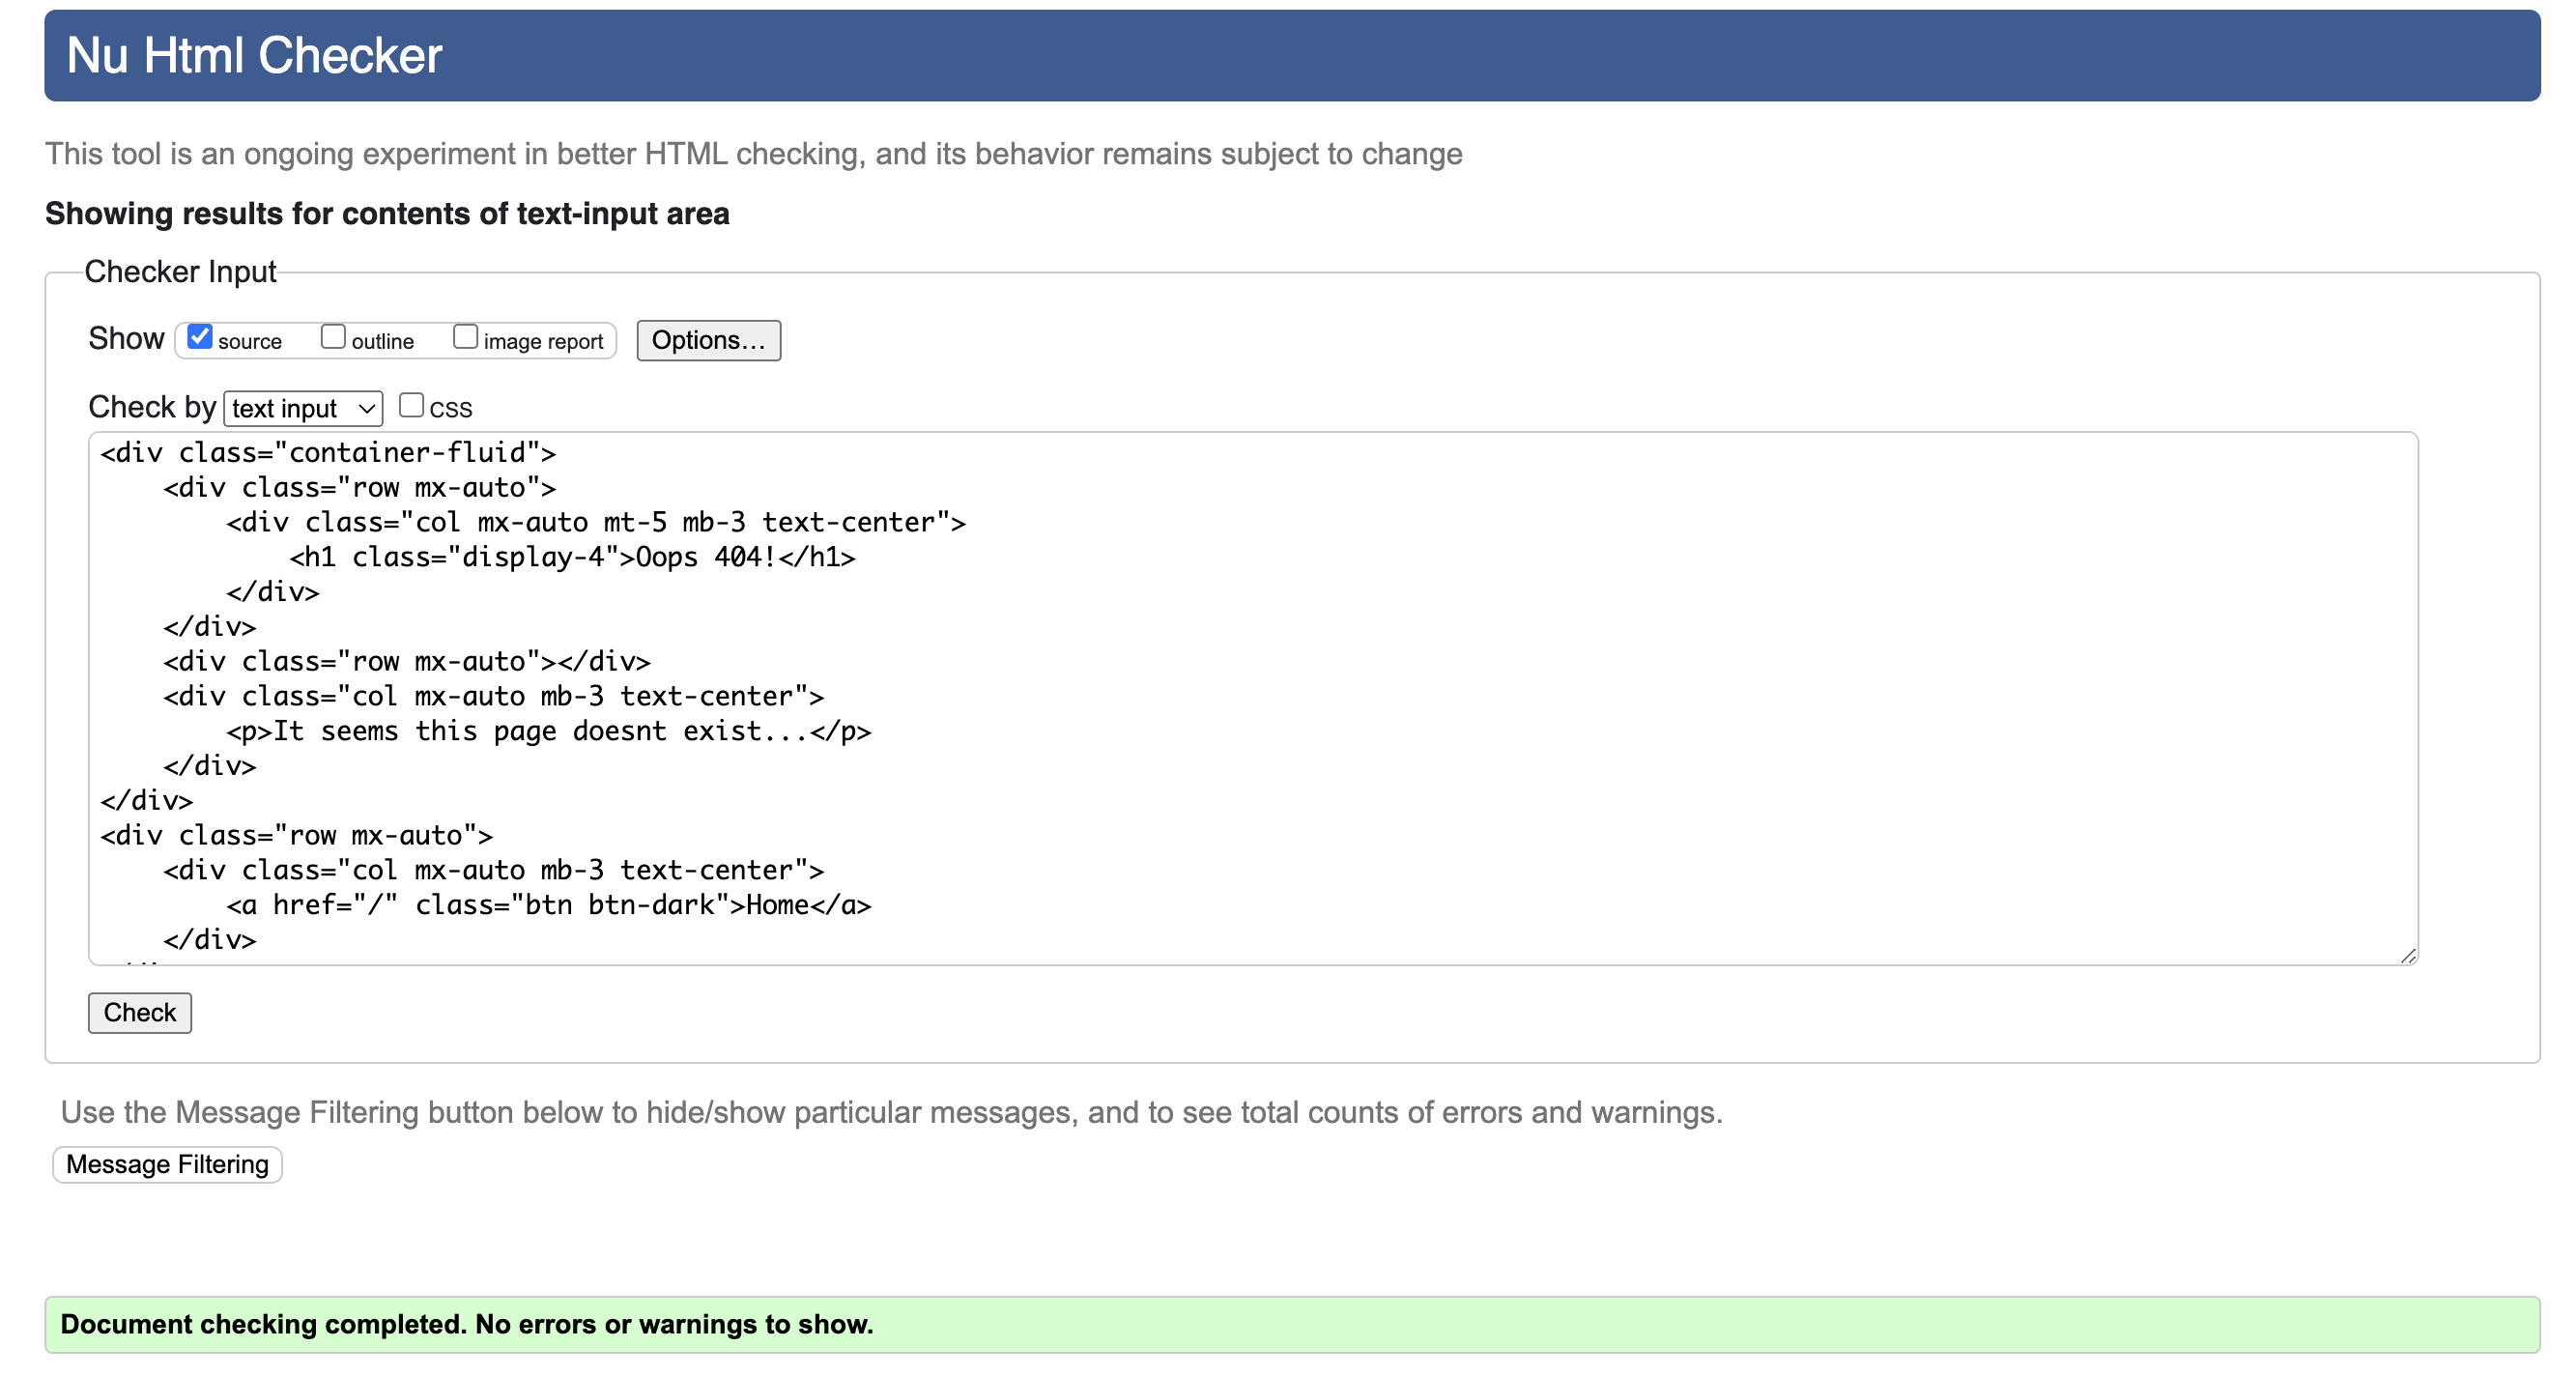 Nu Html Checker
This tool is an ongoing experiment in better HTML checking, and its behavior remains subject to change
Showing results for contents of text-input area
Checker Input
Show source outline image report Options...
Check by text input CSS
<div class="container-fluid">
    <div class="row mx-auto">
        <div class="col mx-auto mt-5 mb-3 text-center">
            <h1 class="display-4">Oops 404!</h1>
        </div>
    </div>
    <div class="row mx-auto"></div>
    <div class="col mx-auto mb-3 text-center">
        <p>It seems this page doesnt exist...</p>
    </div>
</div>
<div class="row mx-auto">
    <div class="col mx-auto mb-3 text-center">
        <a href="/" class="btn btn-dark">Home</a>
    </div>
Check
Use the Message Filtering button below to hide/show particular messages, and to see total counts of errors and warnings.
Message Filtering
Document checking completed. No errors or warnings to show.